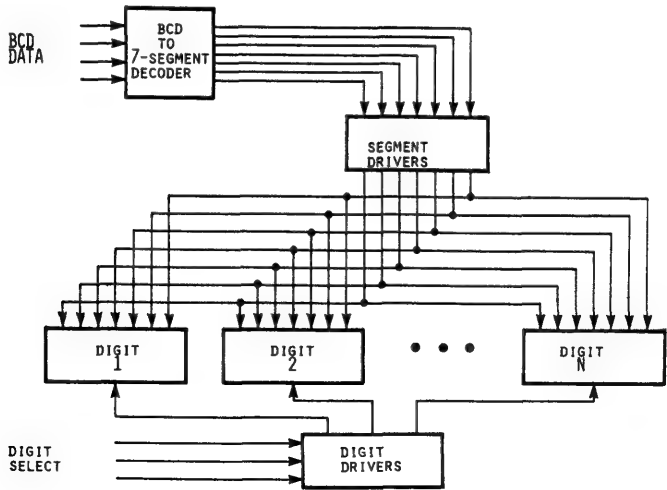 BCD
DATA
BCD
TO
7-SEGMENT
DECODER
SEGMENT
DRIVERS
DIGIT
1
DIGIT
2
DIGIT
N
DIGIT
SELECT
DIGIT
DRIVERS